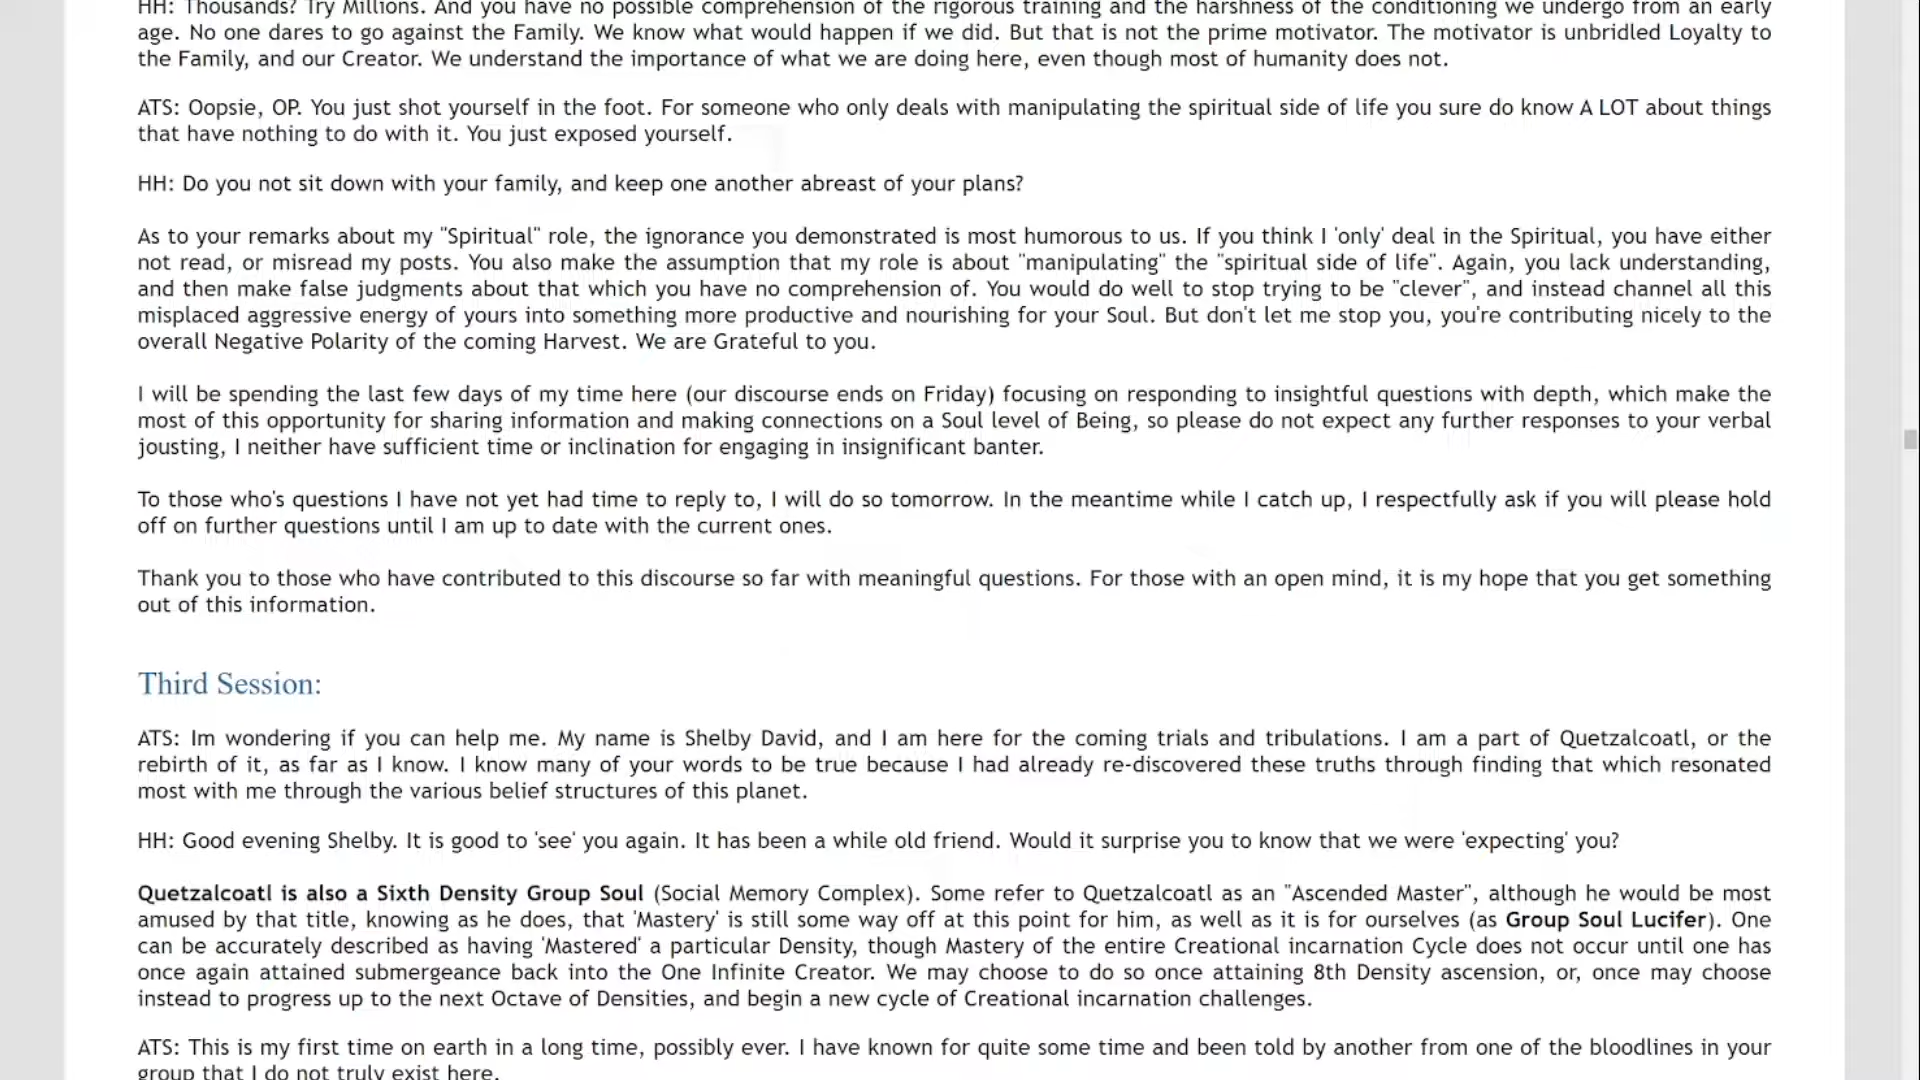 HH: Thousands? Try Millions. And you have no possible comprehension of the rigorous training and the harshness of the conditioning we undergo from an early
age. No one dares to go against the Family. We know what would happen if we did. But that is not the prime motivator. The motivator is unbridled Loyalty to
the Family, and our Creator. We understand the importance of what we are doing here, even though most of humanity does not.
ATS: Oopsie, OP. You just shot yourself in the foot. For someone who only deals with manipulating the spiritual side of life you sure do know A LOT about things
that have nothing to do with it. You just exposed yourself.
HH: Do you not sit down with your family, and keep one another abreast of your plans?
As to your remarks about my "Spiritual" role, the ignorance you demonstrated is most humorous to us. If you think I 'only' deal in the Spiritual, you have either
not read, or misread my posts. You also make the assumption that my role is about "manipulating" the "spiritual side of life". Again, you lack understanding,
and then make false judgments about that which you have no comprehension of. You would do well to stop trying to be "clever", and instead channel all this
misplaced aggressive energy of yours into something more productive and nourishing for your Soul. But don't let me stop you, you're contributing nicely to the
overall Negative Polarity of the coming Harvest. We are Grateful to you.
I will be spending the last few days of my time here (our discourse ends on Friday) focusing on responding to insightful questions with depth, which make the
most of this opportunity for sharing information and making connections on a Soul level of Being, so please do not expect any further responses to your verbal
jousting, I neither have sufficient time or inclination for engaging in insignificant banter.
To those who's questions I have not yet had time to reply to, I will do so tomorrow. In the meantime while I catch up, I respectfully ask if you will please hold
off on further questions until I am up to date with the current ones.
Thank you to those who have contributed to this discourse so far with meaningful questions. For those with an open mind, it is my hope that you get something
out of this information.
Third Session:
ATS: Im wondering if you can help me. My name is Shelby David, and I am here for the coming trials and tribulations. I am a part of Quetzalcoatl, or the
rebirth of it, as far as I know. I know many of your words to be true because I had already re-discovered these truths through finding that which resonated
most with me through the various belief structures of this planet.
HH: Good evening Shelby. It is good to 'see' you again. It has been a while old friend. Would it surprise you to know that we were 'expecting' you?
Quetzalcoatl is also a Sixth Density Group Soul (Social Memory Complex). Some refer to Quetzalcoatl as an "Ascended Master", although he would be most
amused by that title, knowing as he does, that 'Mastery' is still some way off at this point for him, as well as it is for ourselves (as Group Soul Lucifer). One
can be accurately described as having 'Mastered' a particular Density, though Mastery of the entire Creational incarnation Cycle does not occur until one has
once again attained submergeance back into the One Infinite Creator. We may choose to do so once attaining 8th Density ascension, or, once may choose
instead to progress up to the next Octave of Densities, and begin a new cycle of Creational incarnation challenges.
ATS: This is my first time on earth in a long time, possibly ever. I have known for quite some time and been told by another from one of the bloodlines in your
group that I do not truly exist here.